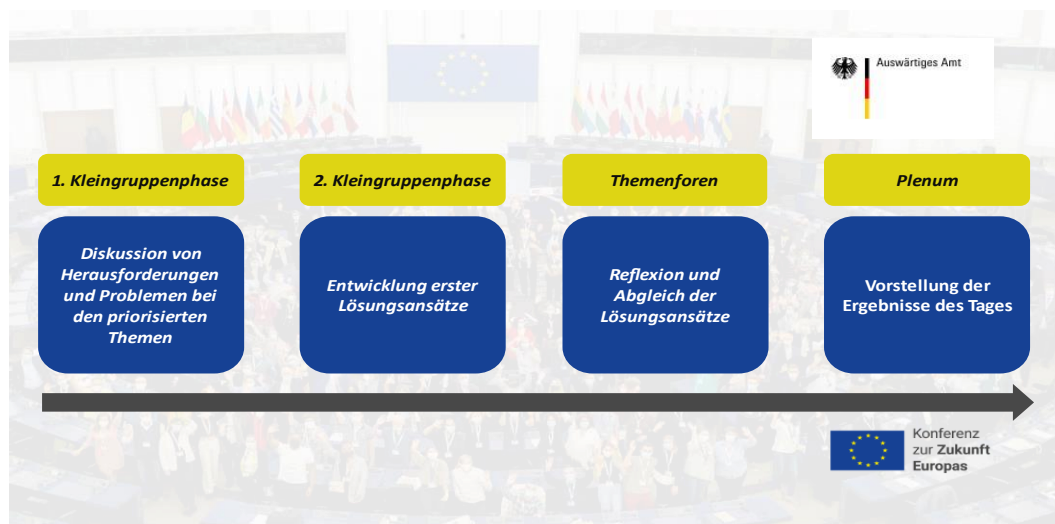 Auswärtiges Amt
1. Kleingruppenphase
2. Kleingruppenphase
Themenforen
Plenum
Diskussion von
Herausforderungen
und Problemen bei
den priorisierten
Themen
Entwicklung erster
Lösungsansätze
Reflexion und
Abgleich der
Lösungsansätze
Vorstellung der
Ergebnisse des Tages
Konferenz
zur Zukunft
Europas